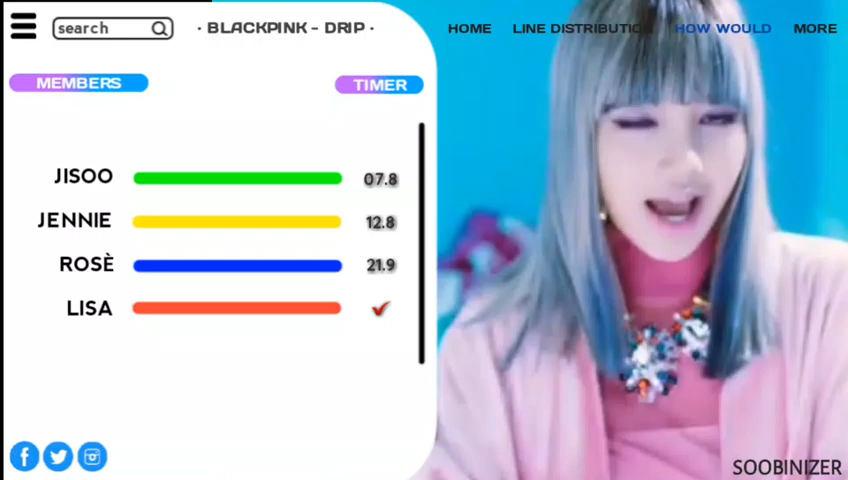 search
· BLACKPINK - DRIP ·
HOME LINE DISTRIBUTION HOW WOULD MORE
MEMBERS TIMER
JISOO 07.8
JENNIE 12.8
ROSÈ 21.9
LISA
SOOBINIZER